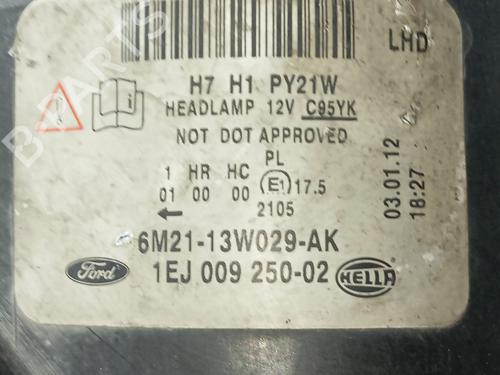 LHD
H7 H1 PY21W
HEADLAMP 12V C95YK
NOT DOT APPROVED
PL
1 HR HC E1 17.5
01 00 00
2105
03.01.12
18:27
6M21-13W029-AK
Ford 1EJ 009 250-02 HELLA
B PARTS